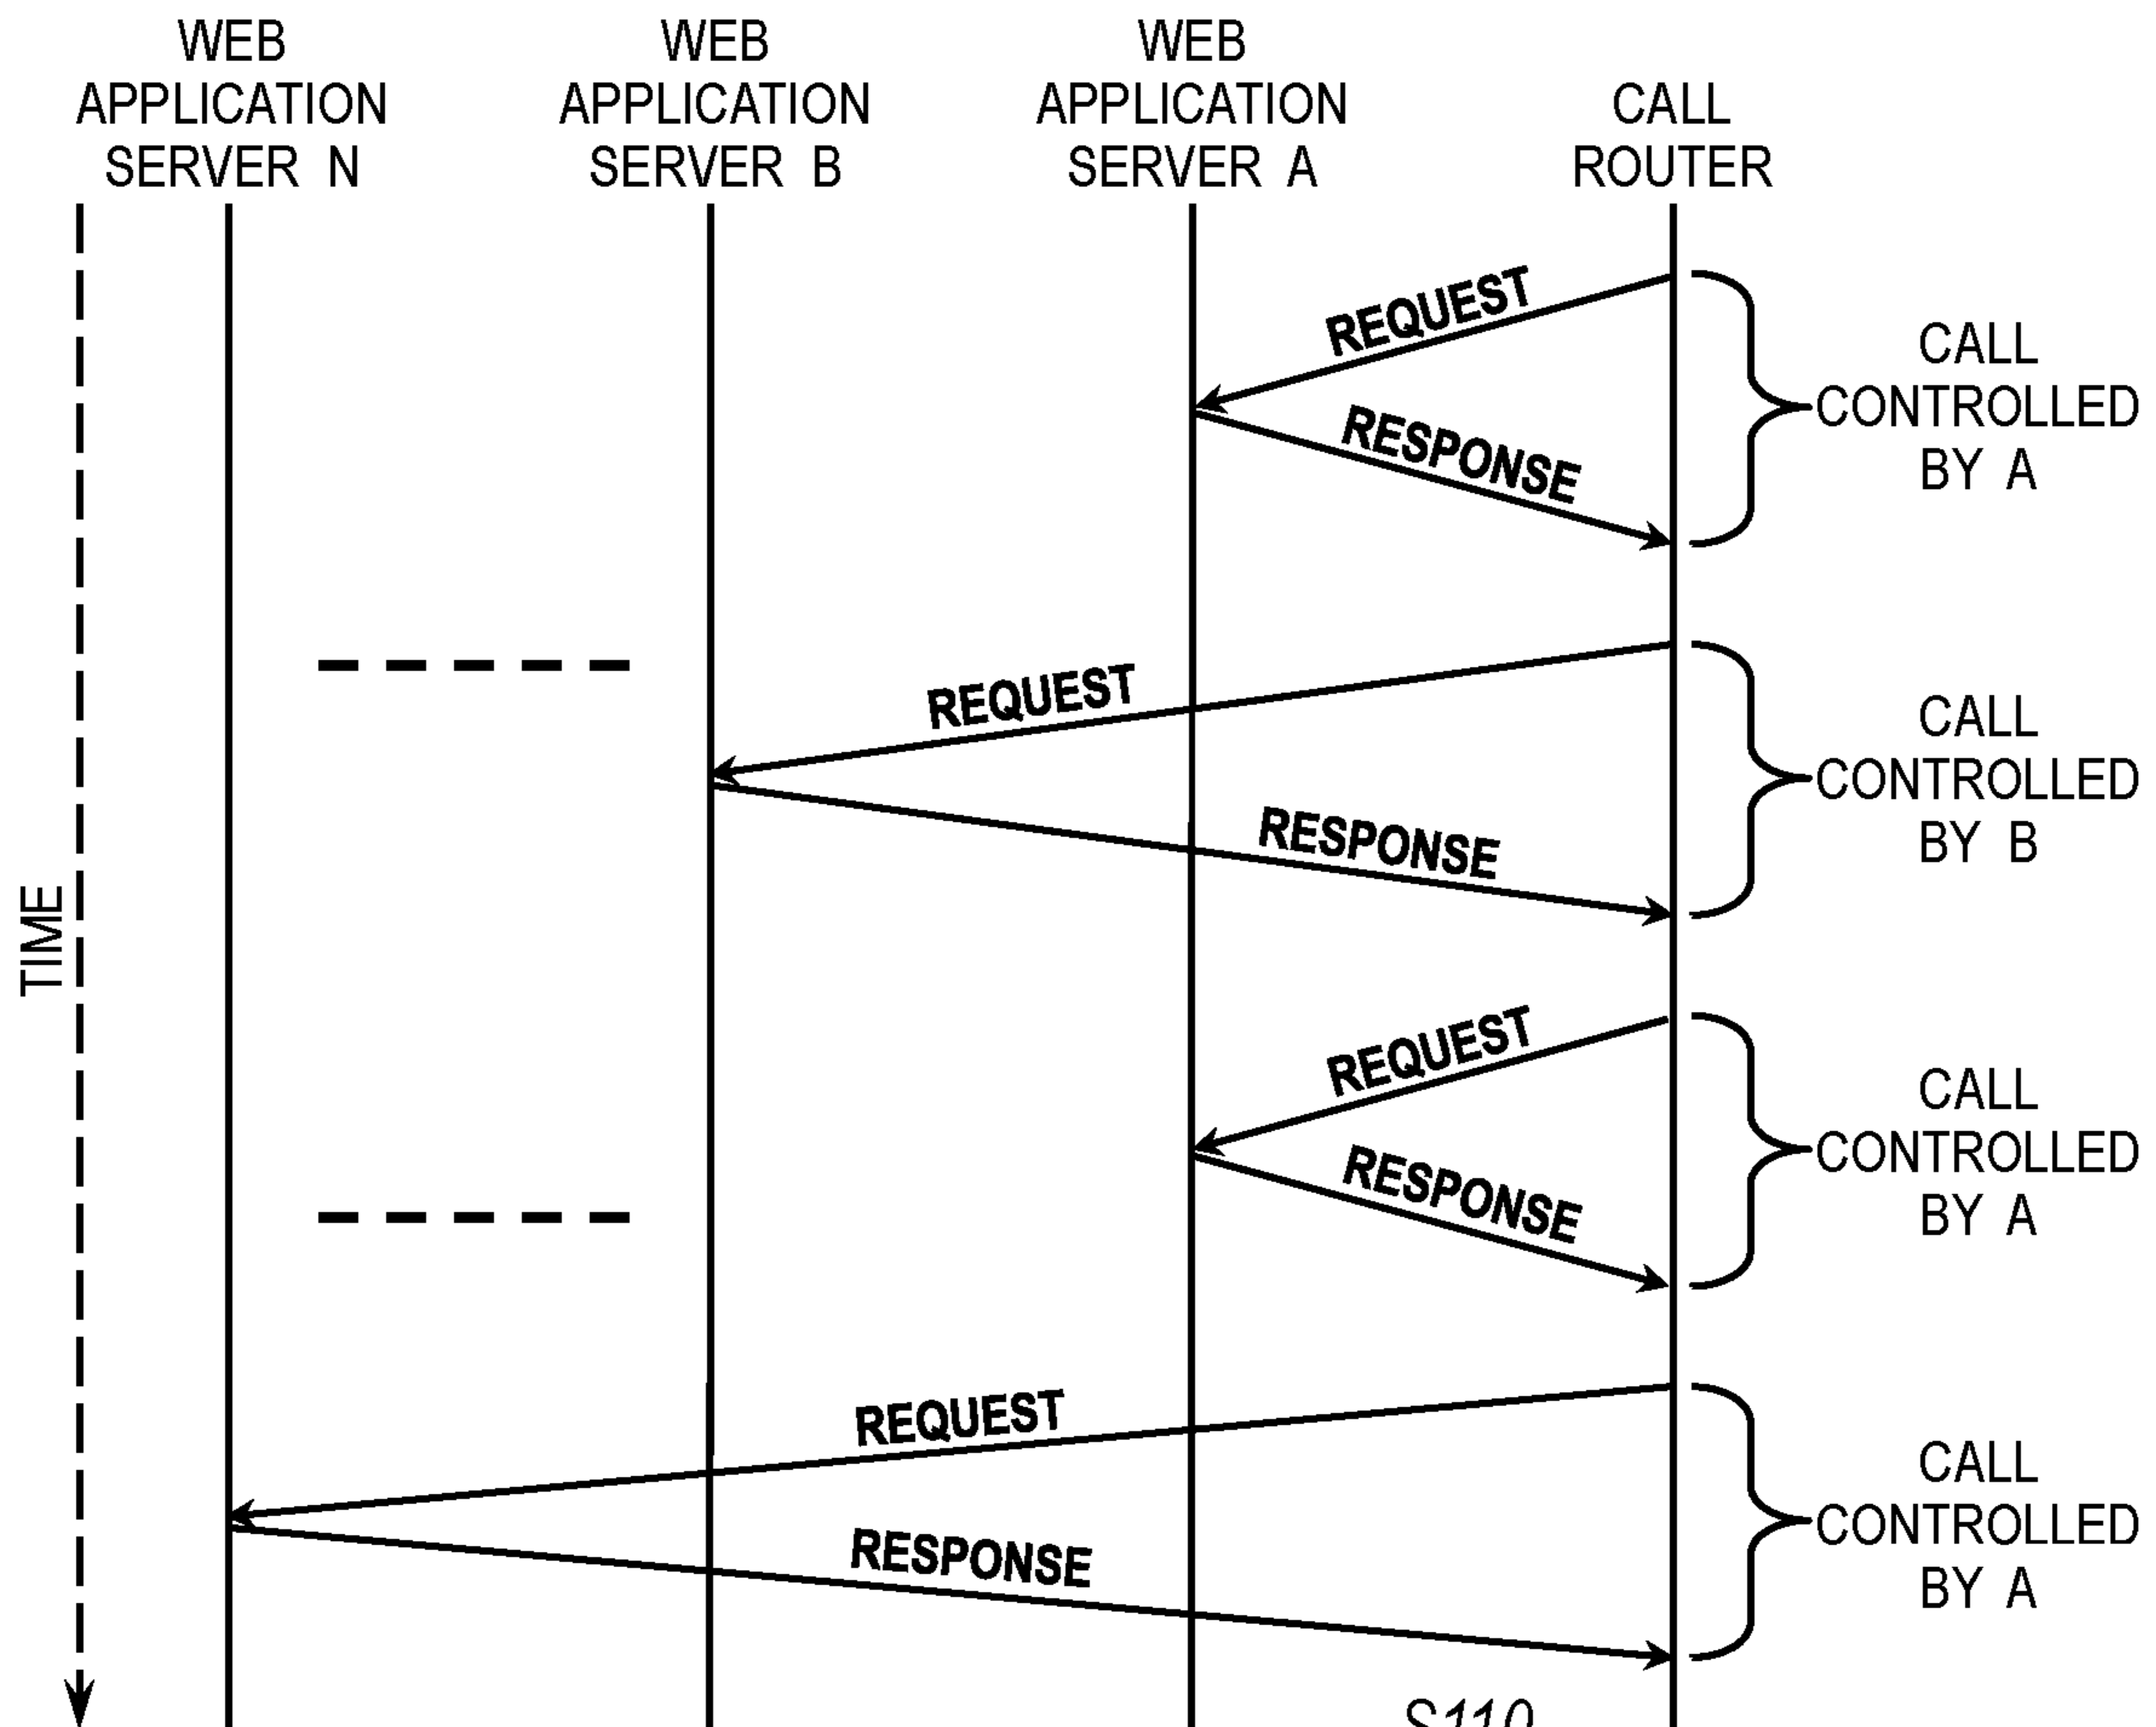 WEB
APPLICATION
SERVER N
WEB
APPLICATION
SERVER B
WEB
APPLICATION
SERVER A
CALL
ROUTER
TIME
REQUEST
RESPONSE
CALL
CONTROLLED
BY A
REQUEST
RESPONSE
CALL
CONTROLLED
BY B
REQUEST
RESPONSE
CALL
CONTROLLED
BY A
REQUEST
RESPONSE
CALL
CONTROLLED
BY A
S110